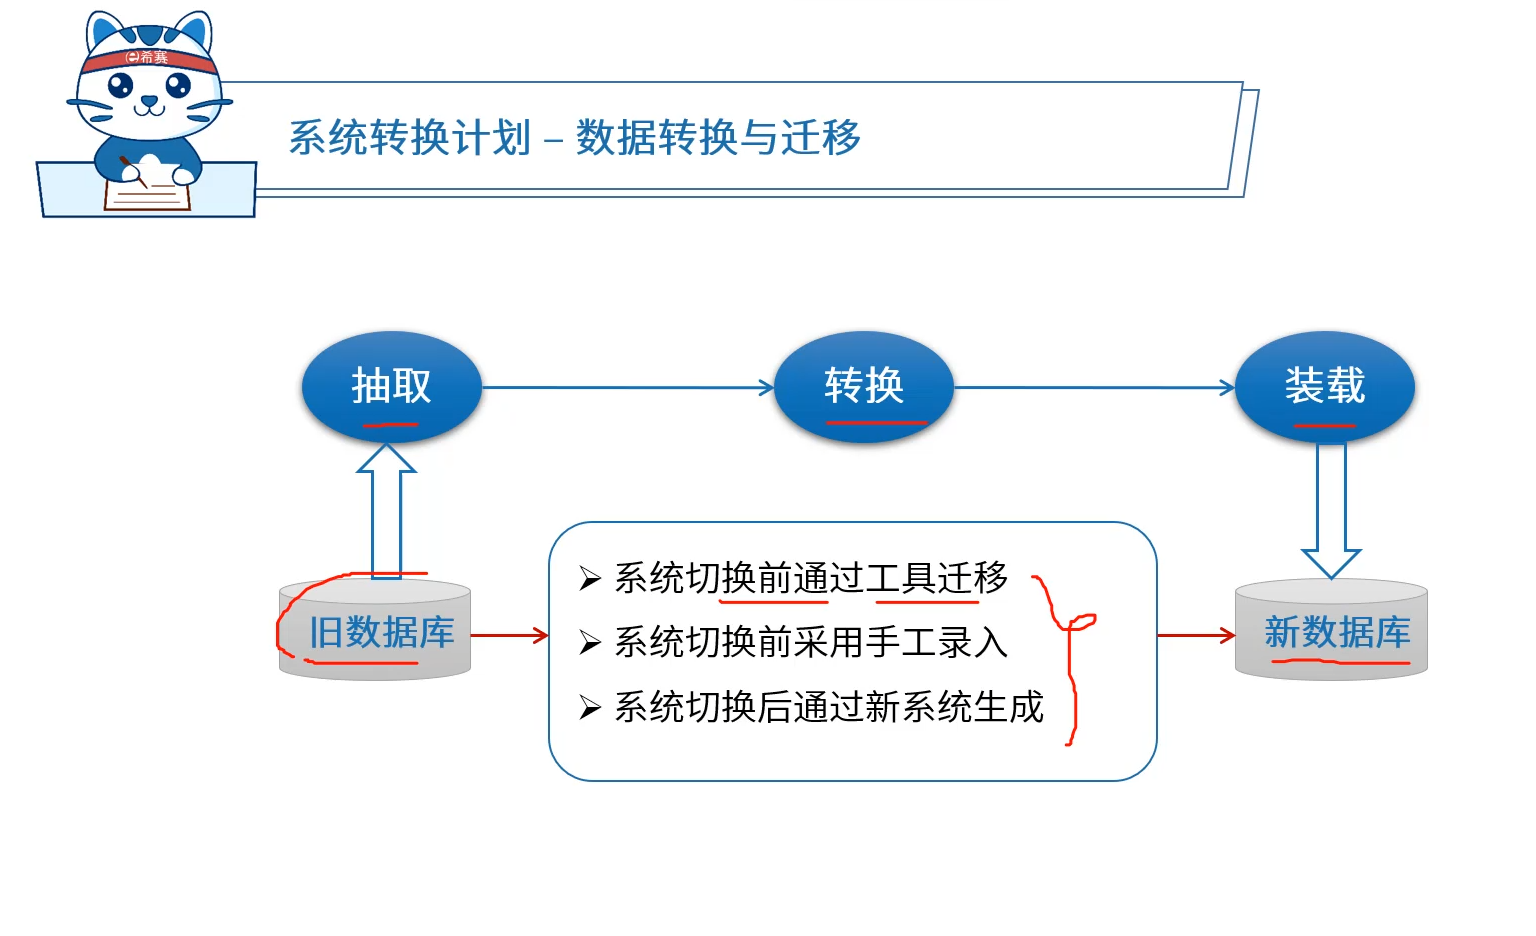 e希赛
系统转换计划 – 数据转换与迁移
抽取
转换
装载
系统切换前通过工具迁移
旧数据库
系统切换前采用手工录入
新数据库
系统切换后通过新系统生成